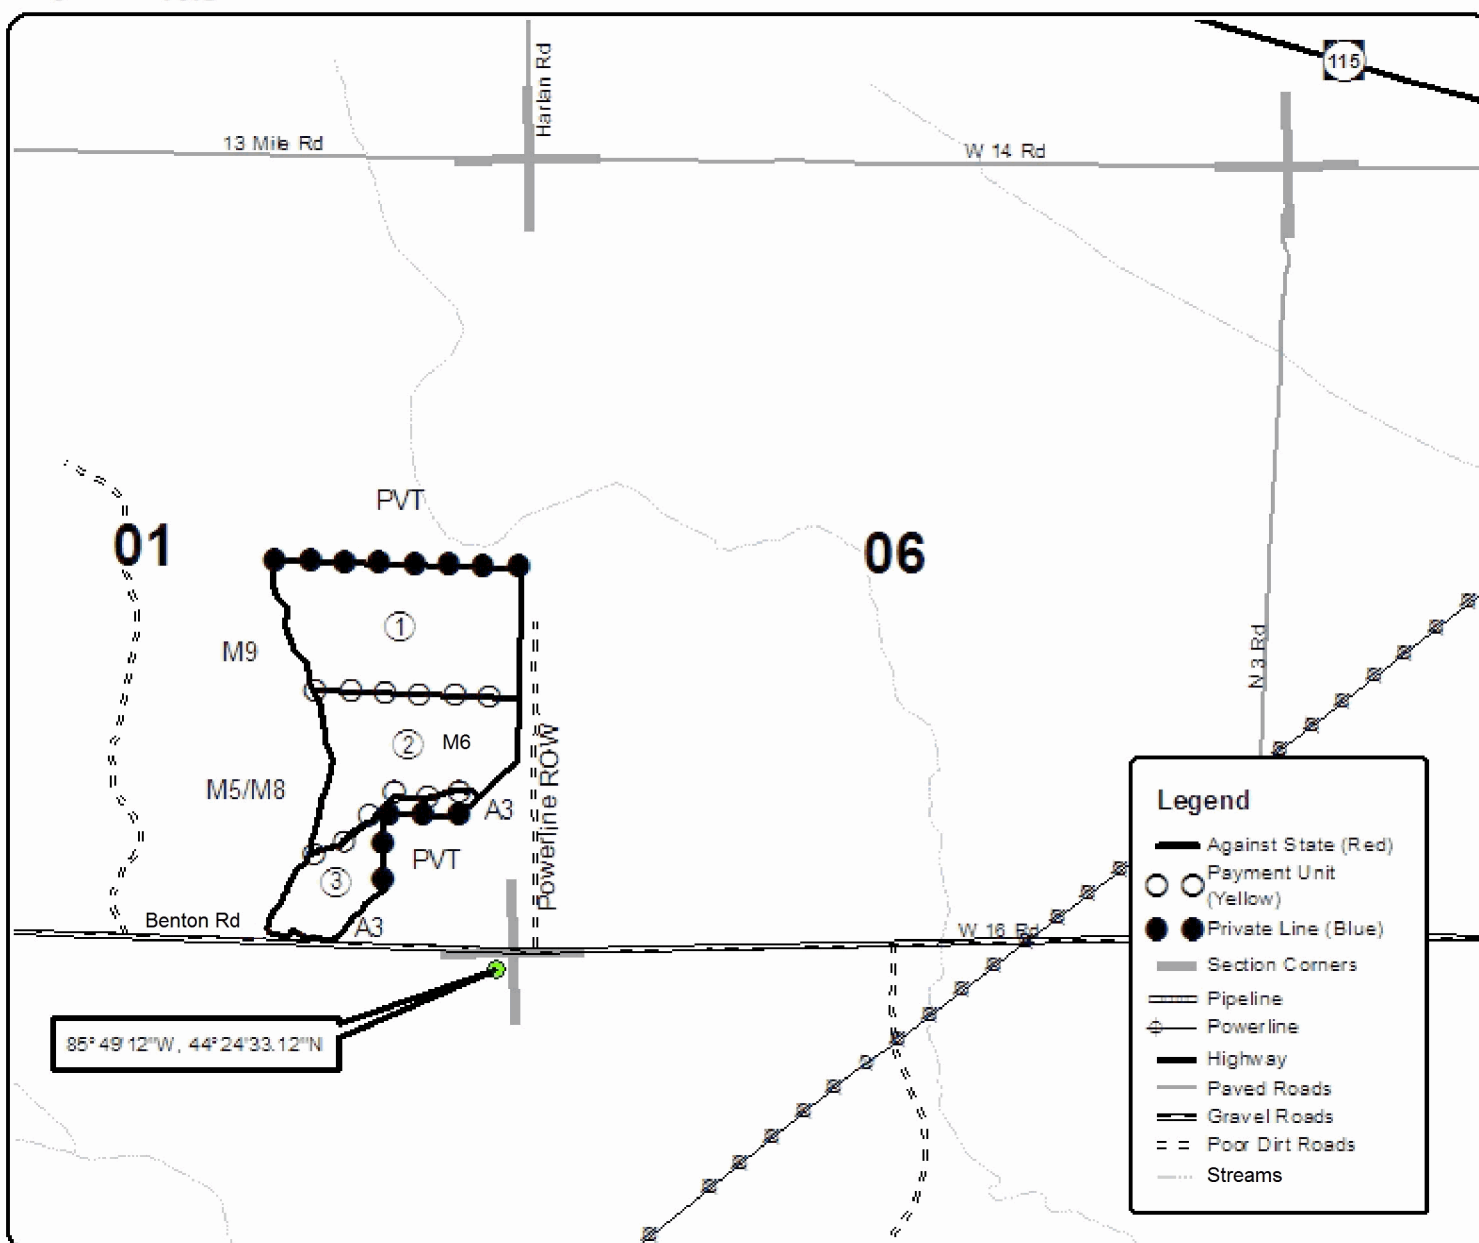 115
Harlan Rd
13 Mile Rd
W 14 Rd
PVT
01
06
1
M9
N 3 Rd
2
M6
Powerline ROW
M5/M8
A3
PVT
3
Benton Rd
A3
W 16 Rd
85° 49'12"W, 44° 24'33.12"N
Legend
Against State (Red)
Payment Unit
(Yellow)
Private Line (Blue)
Section Corners
Pipeline
Powerline
Highway
Paved Roads
Gravel Roads
Poor Dirt Roads
Streams